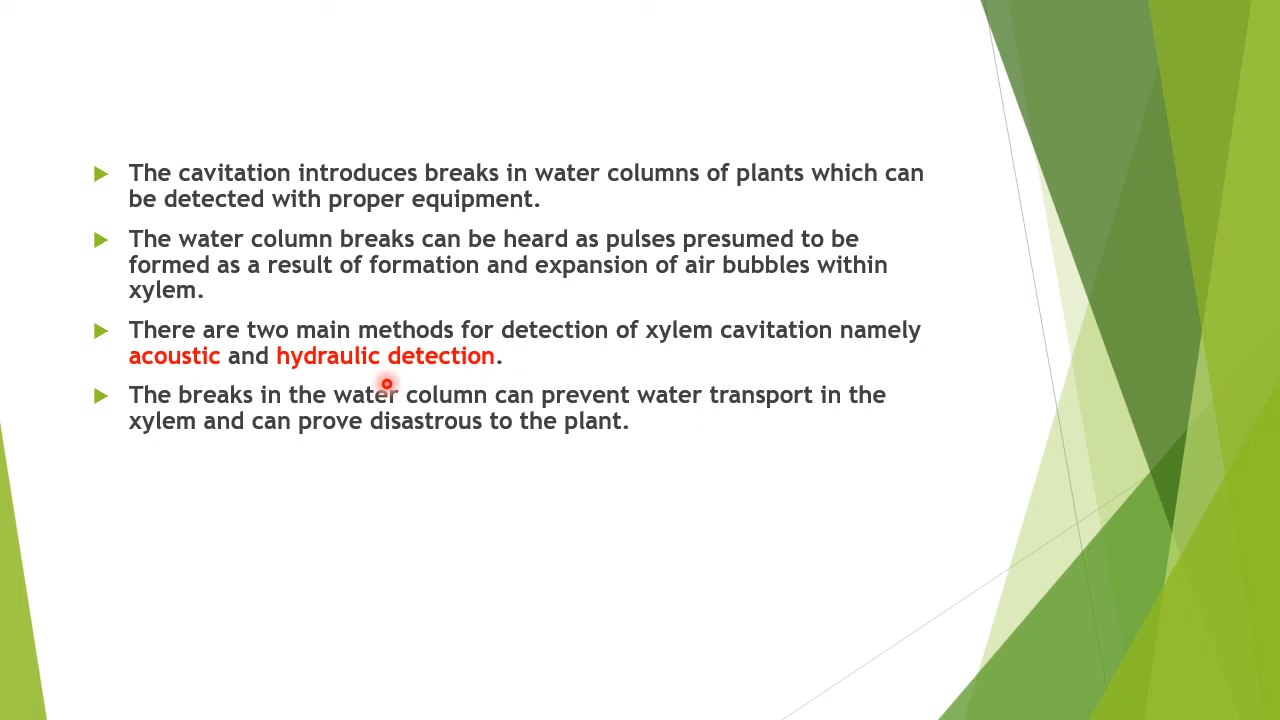 The cavitation introduces breaks in water columns of plants which can
be detected with proper equipment.
The water column breaks can be heard as pulses presumed to be
formed as a result of formation and expansion of air bubbles within
xylem.
There are two main methods for detection of xylem cavitation namely
acoustic and hydraulic detection.
The breaks in the water column can prevent water transport in the
xylem and can prove disastrous to the plant.